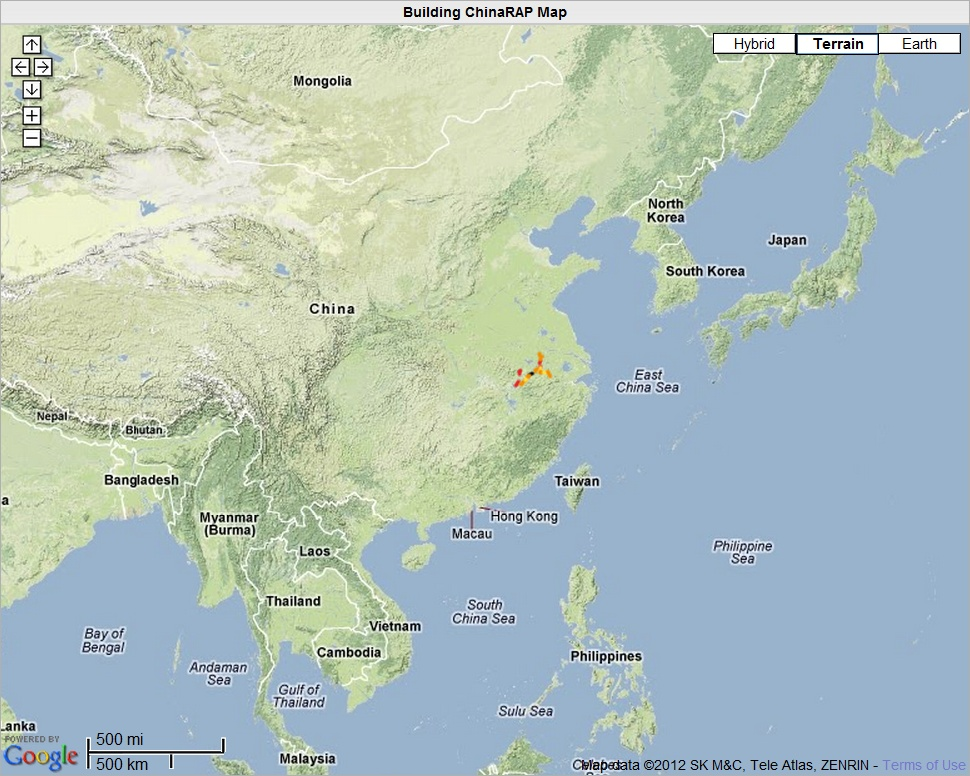 Building ChinaRAP Map
Hybrid
Terrain
Earth
Mongolia
North
Korea
Japan
South Korea
China
East
China Sea
Nepal
Bhutan
Bangladesh
Taiwan
a
Myanmar
(Burma)
Hong Kong
Macau
Laos
Philippine
Sea
Thailand
South
China Sea
Vietnam
Bay of
Bengal
Cambodia
Philippines
Andaman
Sea
Gulf of
Thailand
Sulu Sea
Lanka
POWERED BY
Google
500 mi
500 km
Malaysia
Map data ©2012 SK M&C, Tele Atlas, ZENRIN - Terms of Use